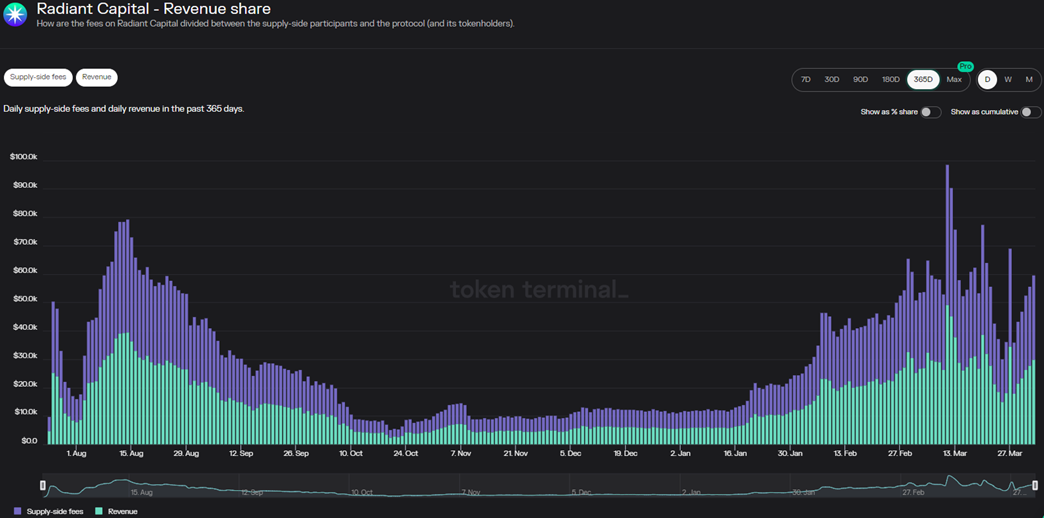 Radiant Capital - Revenue share
How are the fees on Radiant Capital divided between the supply-side participants and the protocol (and its tokenholders).
Supply-side fees Revenue
Pro
7D 30D 90D 180D 365D Max D W M
Daily supply-side fees and daily revenue in the past 365 days.
Show as % share Show as cumulative
$100.0k
$90.0k
$80.0k
$70.0k
$60.0k
$50.0k
$40.0k
$30.0k
$20.0k
$10.0k
$0.0
token terminal_
1. Aug 15. Aug 29. Aug 12. Sep 26. Sep 10. Oct 24. Oct 7. Nov 21. Nov 5. Dec 19. Dec 2. Jan 16. Jan 30. Jan 13. Feb 27. Feb 13. Mar 27. Mar
15. Aug 12. Sep 10. Oct 7. Nov 5. Dec 2. Jan 30. Jan 27. Feb 27...
Supply-side fees Revenue